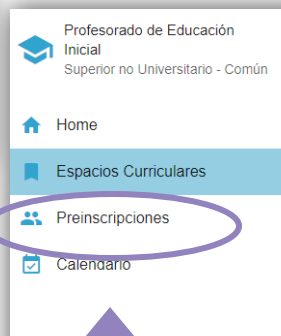 Profesorado de Educación
Inicial
Superior no Universitario - Común
Home
Espacios Curriculares
Preinscripciones
Calendario